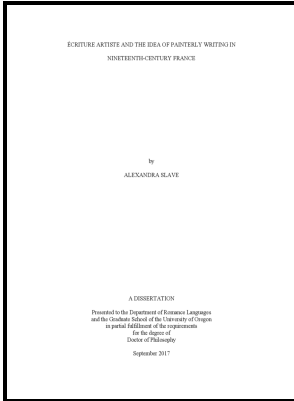 ÉCRITURE ARTISTE AND THE IDEA OF PAINTERLY WRITING IN
NINETEENTH-CENTURY FRANCE
by
ALEXANDRA SLAVE
A DISSERTATION
Presented to the Department of Romance Languages
and the Graduate School of the University of Oregon
in partial fulfillment of the requirements
for the degree of
Doctor of Philosophy
September 2017